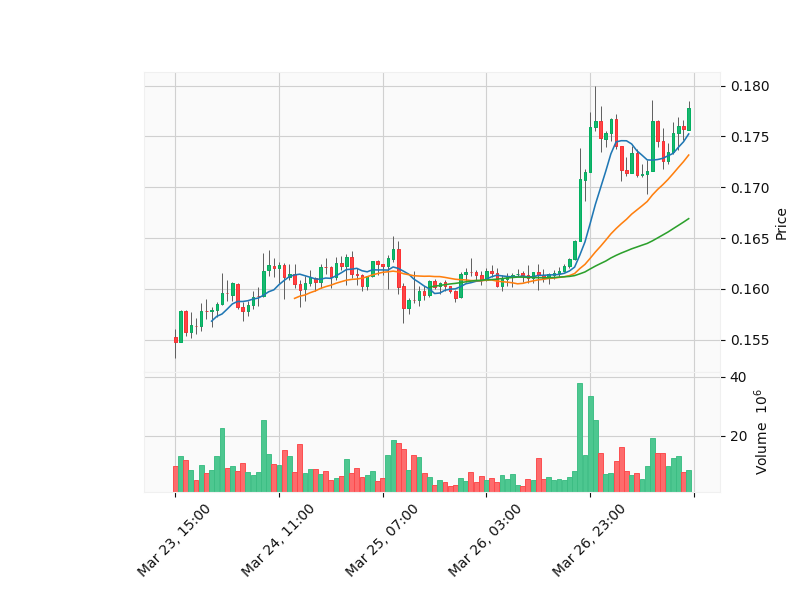 0.180
0.175
0.170
0.165
0.160
0.155
Price
40
20
Volume 10^6
Mar 23, 15:00
Mar 24, 11:00
Mar 25, 07:00
Mar 26, 03:00
Mar 26, 23:00